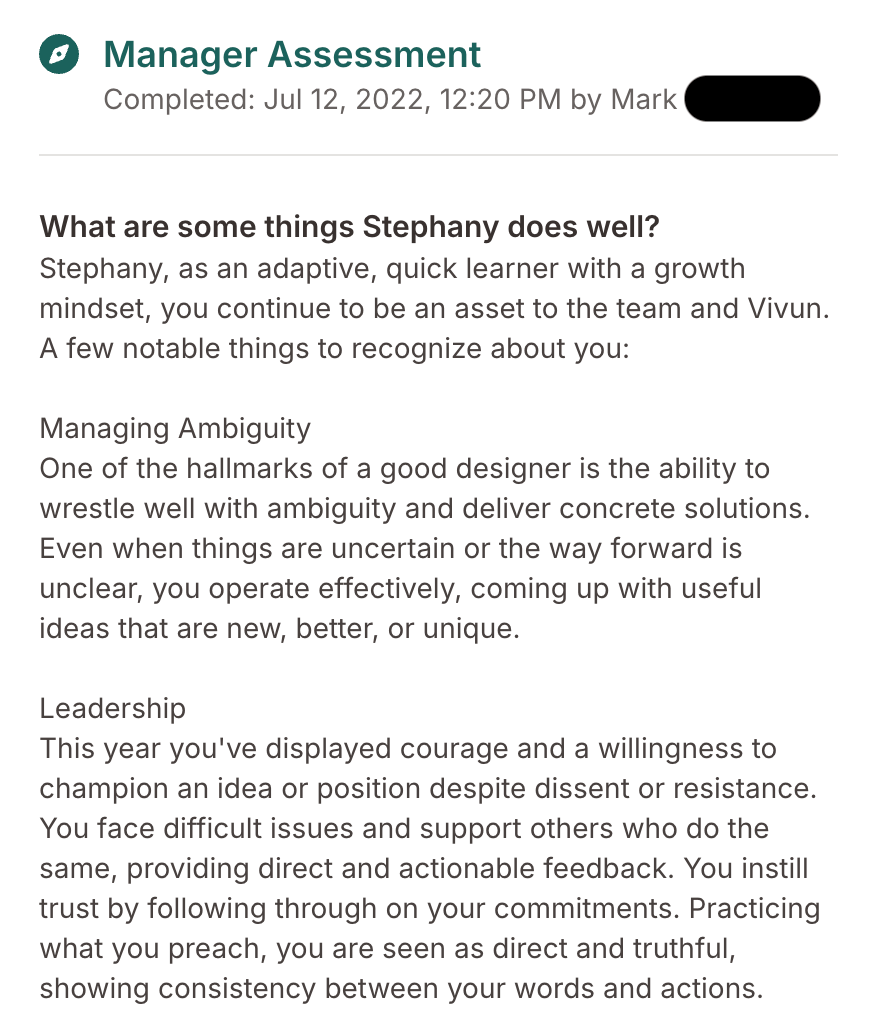 Manager Assessment
Completed: Jul 12, 2022, 12:20 PM by Mark
What are some things Stephany does well?
Stephany, as an adaptive, quick learner with a growth
mindset, you continue to be an asset to the team and Vivun.
A few notable things to recognize about you:
Managing Ambiguity
One of the hallmarks of a good designer is the ability to
wrestle well with ambiguity and deliver concrete solutions.
Even when things are uncertain or the way forward is
unclear, you operate effectively, coming up with useful
ideas that are new, better, or unique.
Leadership
This year you've displayed courage and a willingness to
champion an idea or position despite dissent or resistance.
You face difficult issues and support others who do the
same, providing direct and actionable feedback. You instill
trust by following through on your commitments. Practicing
what you preach, you are seen as direct and truthful,
showing consistency between your words and actions.